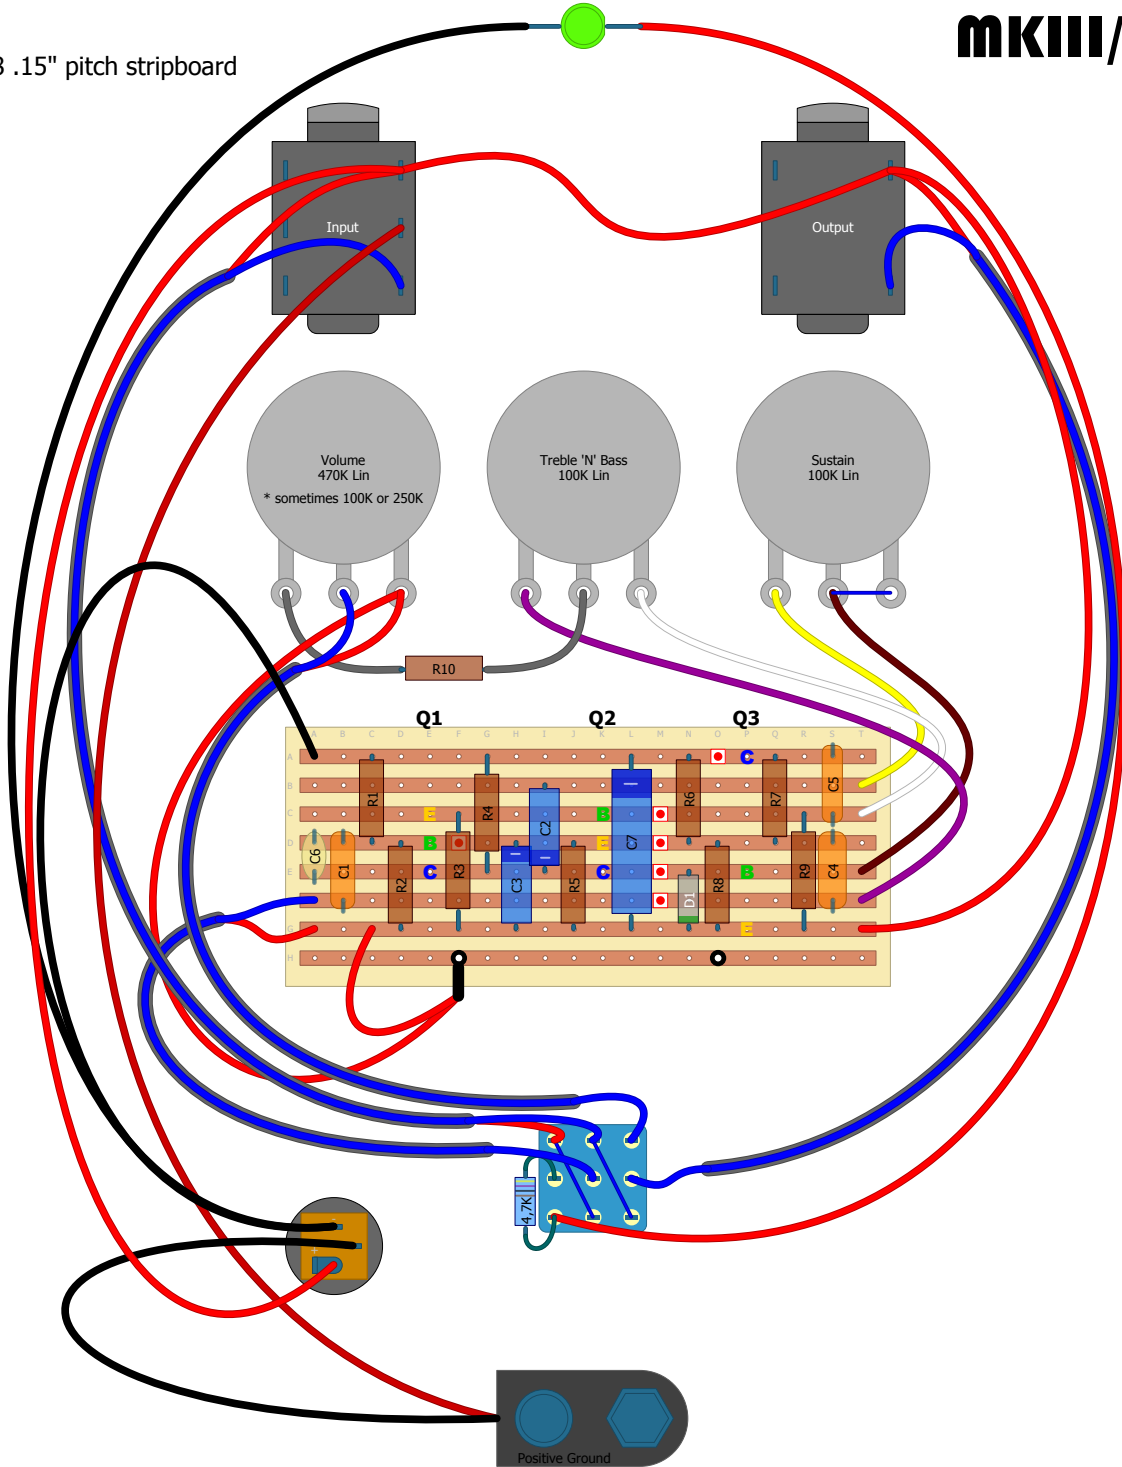 MKIII/
3 .15" pitch stripboard
Input
Output
Volume
470K Lin
* sometimes 100K or 250K
Treble 'N' Bass
100K Lin
Sustain
100K Lin
R10
Q1 Q2 Q3
A B C D E F G H I J K L M N O P Q R S T
A C
B
C E B
D B E
E C C B
G E
H
C6 C1 R1 R2 R3 R4 C3 C2 R5 C7 R6 D1 R8 R7 R9 C5 C4
4,7K
+
Positive Ground